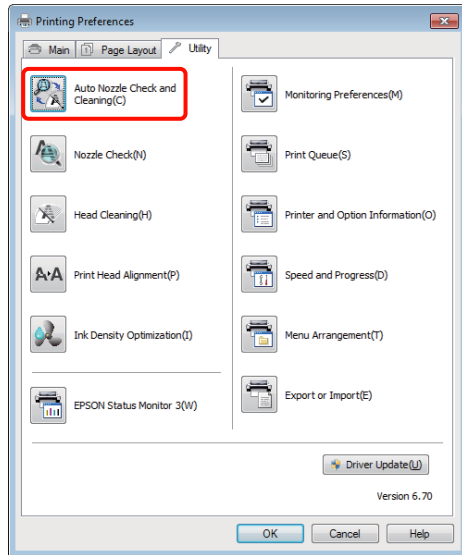 Printing Preferences
Main
Page Layout
Utility
Auto Nozzle Check and
Cleaning(C)
Nozzle Check(N)
Head Cleaning(H)
Print Head Alignment(P)
Ink Density Optimization(I)
EPSON Status Monitor 3(W)
Monitoring Preferences(M)
Print Queue(S)
Printer and Option Information(O)
Speed and Progress(D)
Menu Arrangement(T)
Export or Import(E)
Driver Update(U)
Version 6.70
OK
Cancel
Help